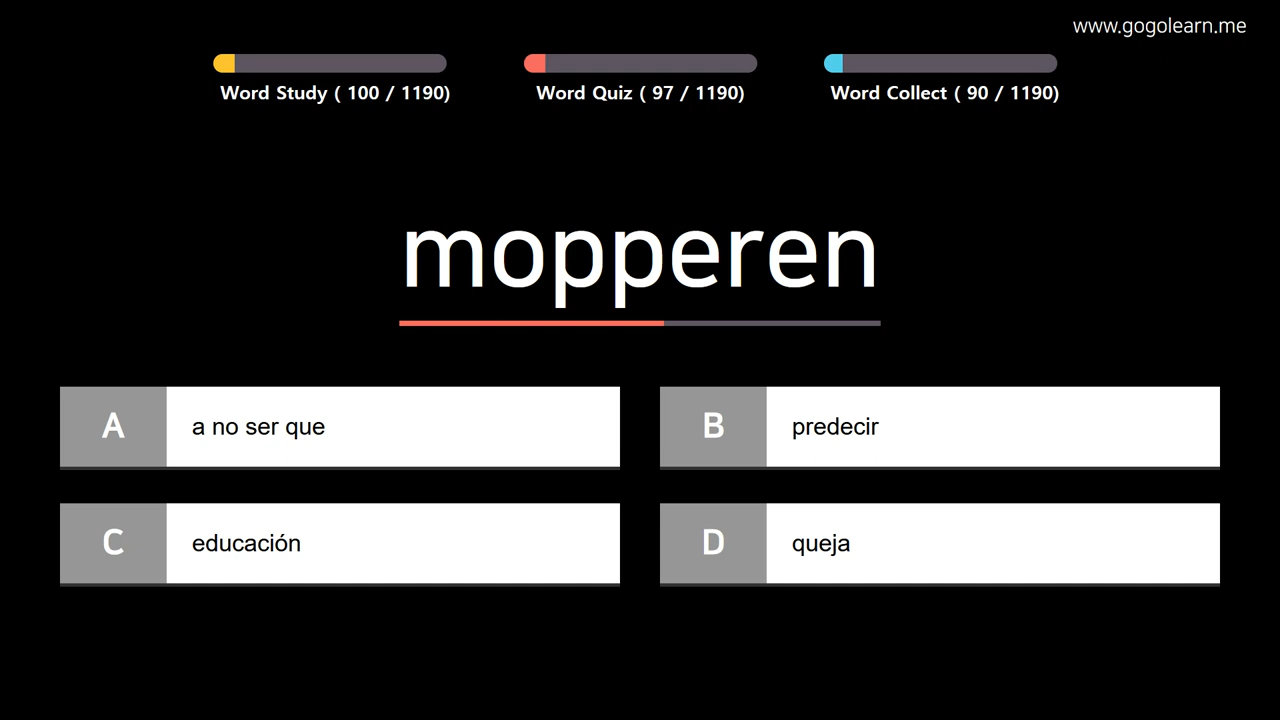 www.gogolearn.me
Word Study ( 100 / 1190)
Word Quiz ( 97 / 1190)
Word Collect ( 90 / 1190)
mopperen
A a no ser que
B predecir
C educación
D queja